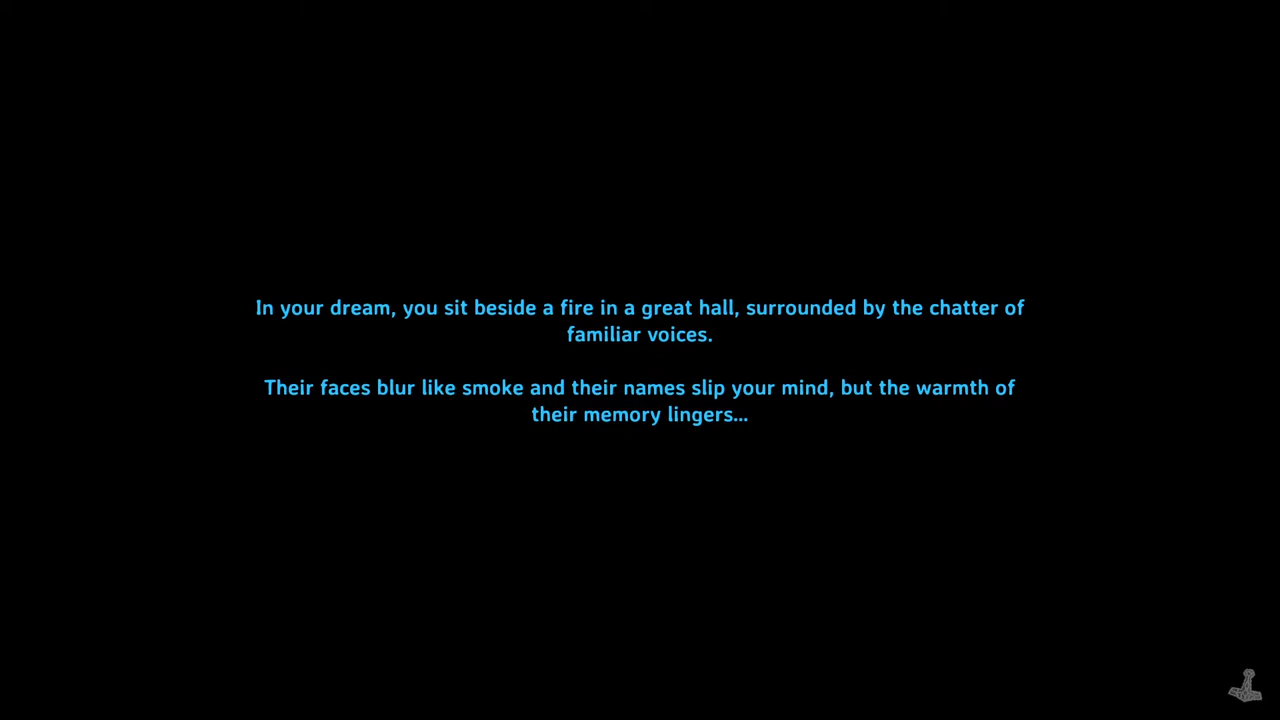 In your dream, you sit beside a fire in a great hall, surrounded by the chatter of
familiar voices.
Their faces blur like smoke and their names slip your mind, but the warmth of
their memory lingers...